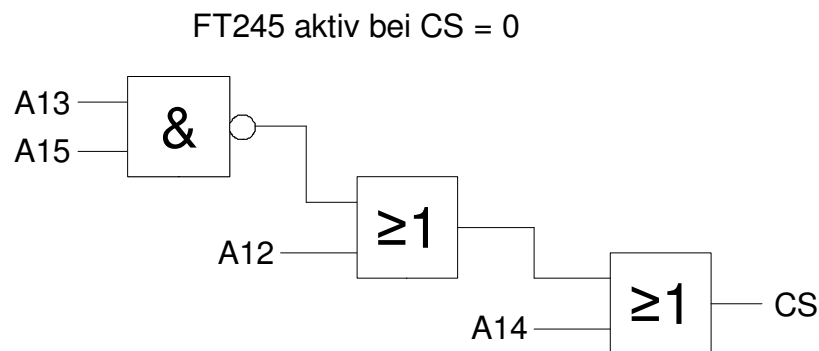 FT245 aktiv bei CS = 0
A13
A15
&
A12
≥1
A14
≥1
CS